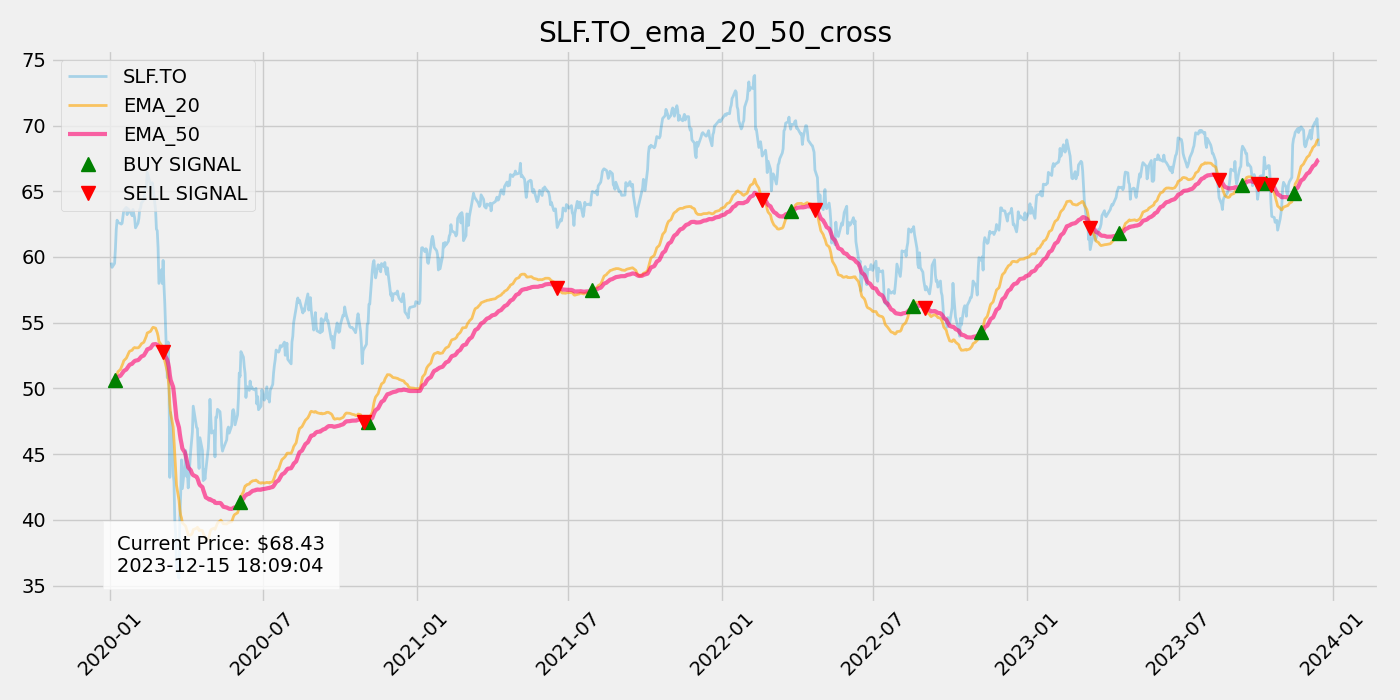 SLF.TO_ema_20_50_cross
75
70
65
60
55
50
45
40
35
SLF.TO
EMA_20
EMA_50
BUY SIGNAL
SELL SIGNAL
Current Price: $68.43
2023-12-15 18:09:04
2020-01
2020-07
2021-01
2021-07
2022-01
2022-07
2023-01
2023-07
2024-01